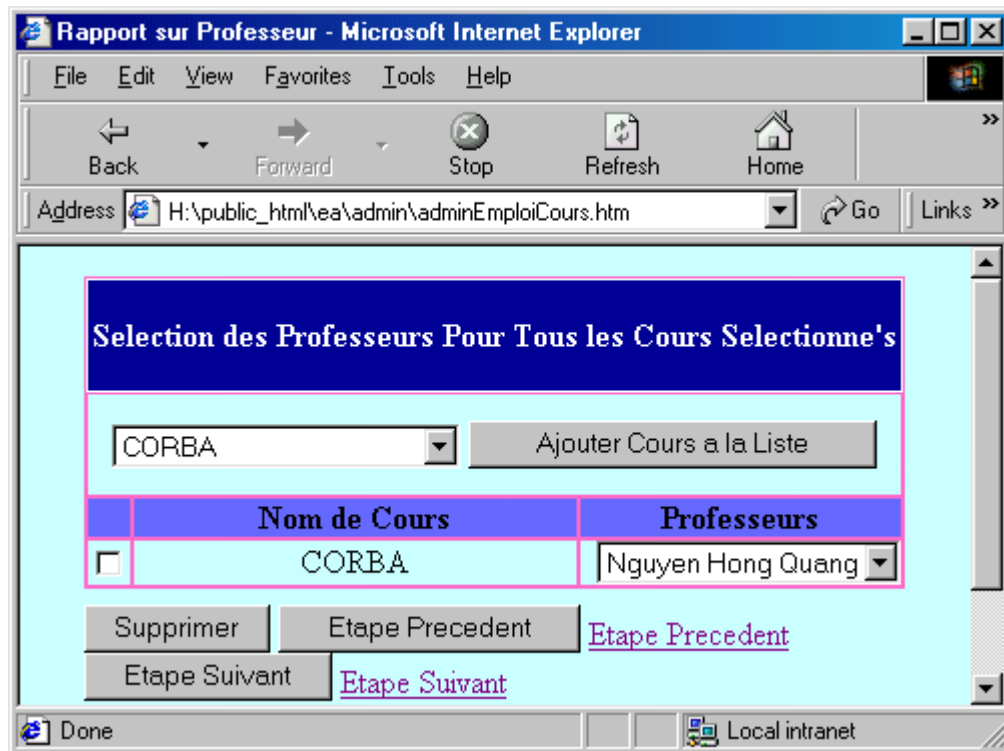 Rapport sur Professeur - Microsoft Internet Explorer
File Edit View Favorites Tools Help
Back Forward Stop Refresh Home »
Address H:\public_html\ea\admin\adminEmploiCours.htm Go Links »
Selection des Professeurs Pour Tous les Cours Selectionne's
CORBA Ajouter Cours a la Liste
Nom de Cours Professeurs
CORBA Nguyen Hong Quang
Supprimer Etape Precedent Etape Precedent
Etape Suivant Etape Suivant
Done Local intranet